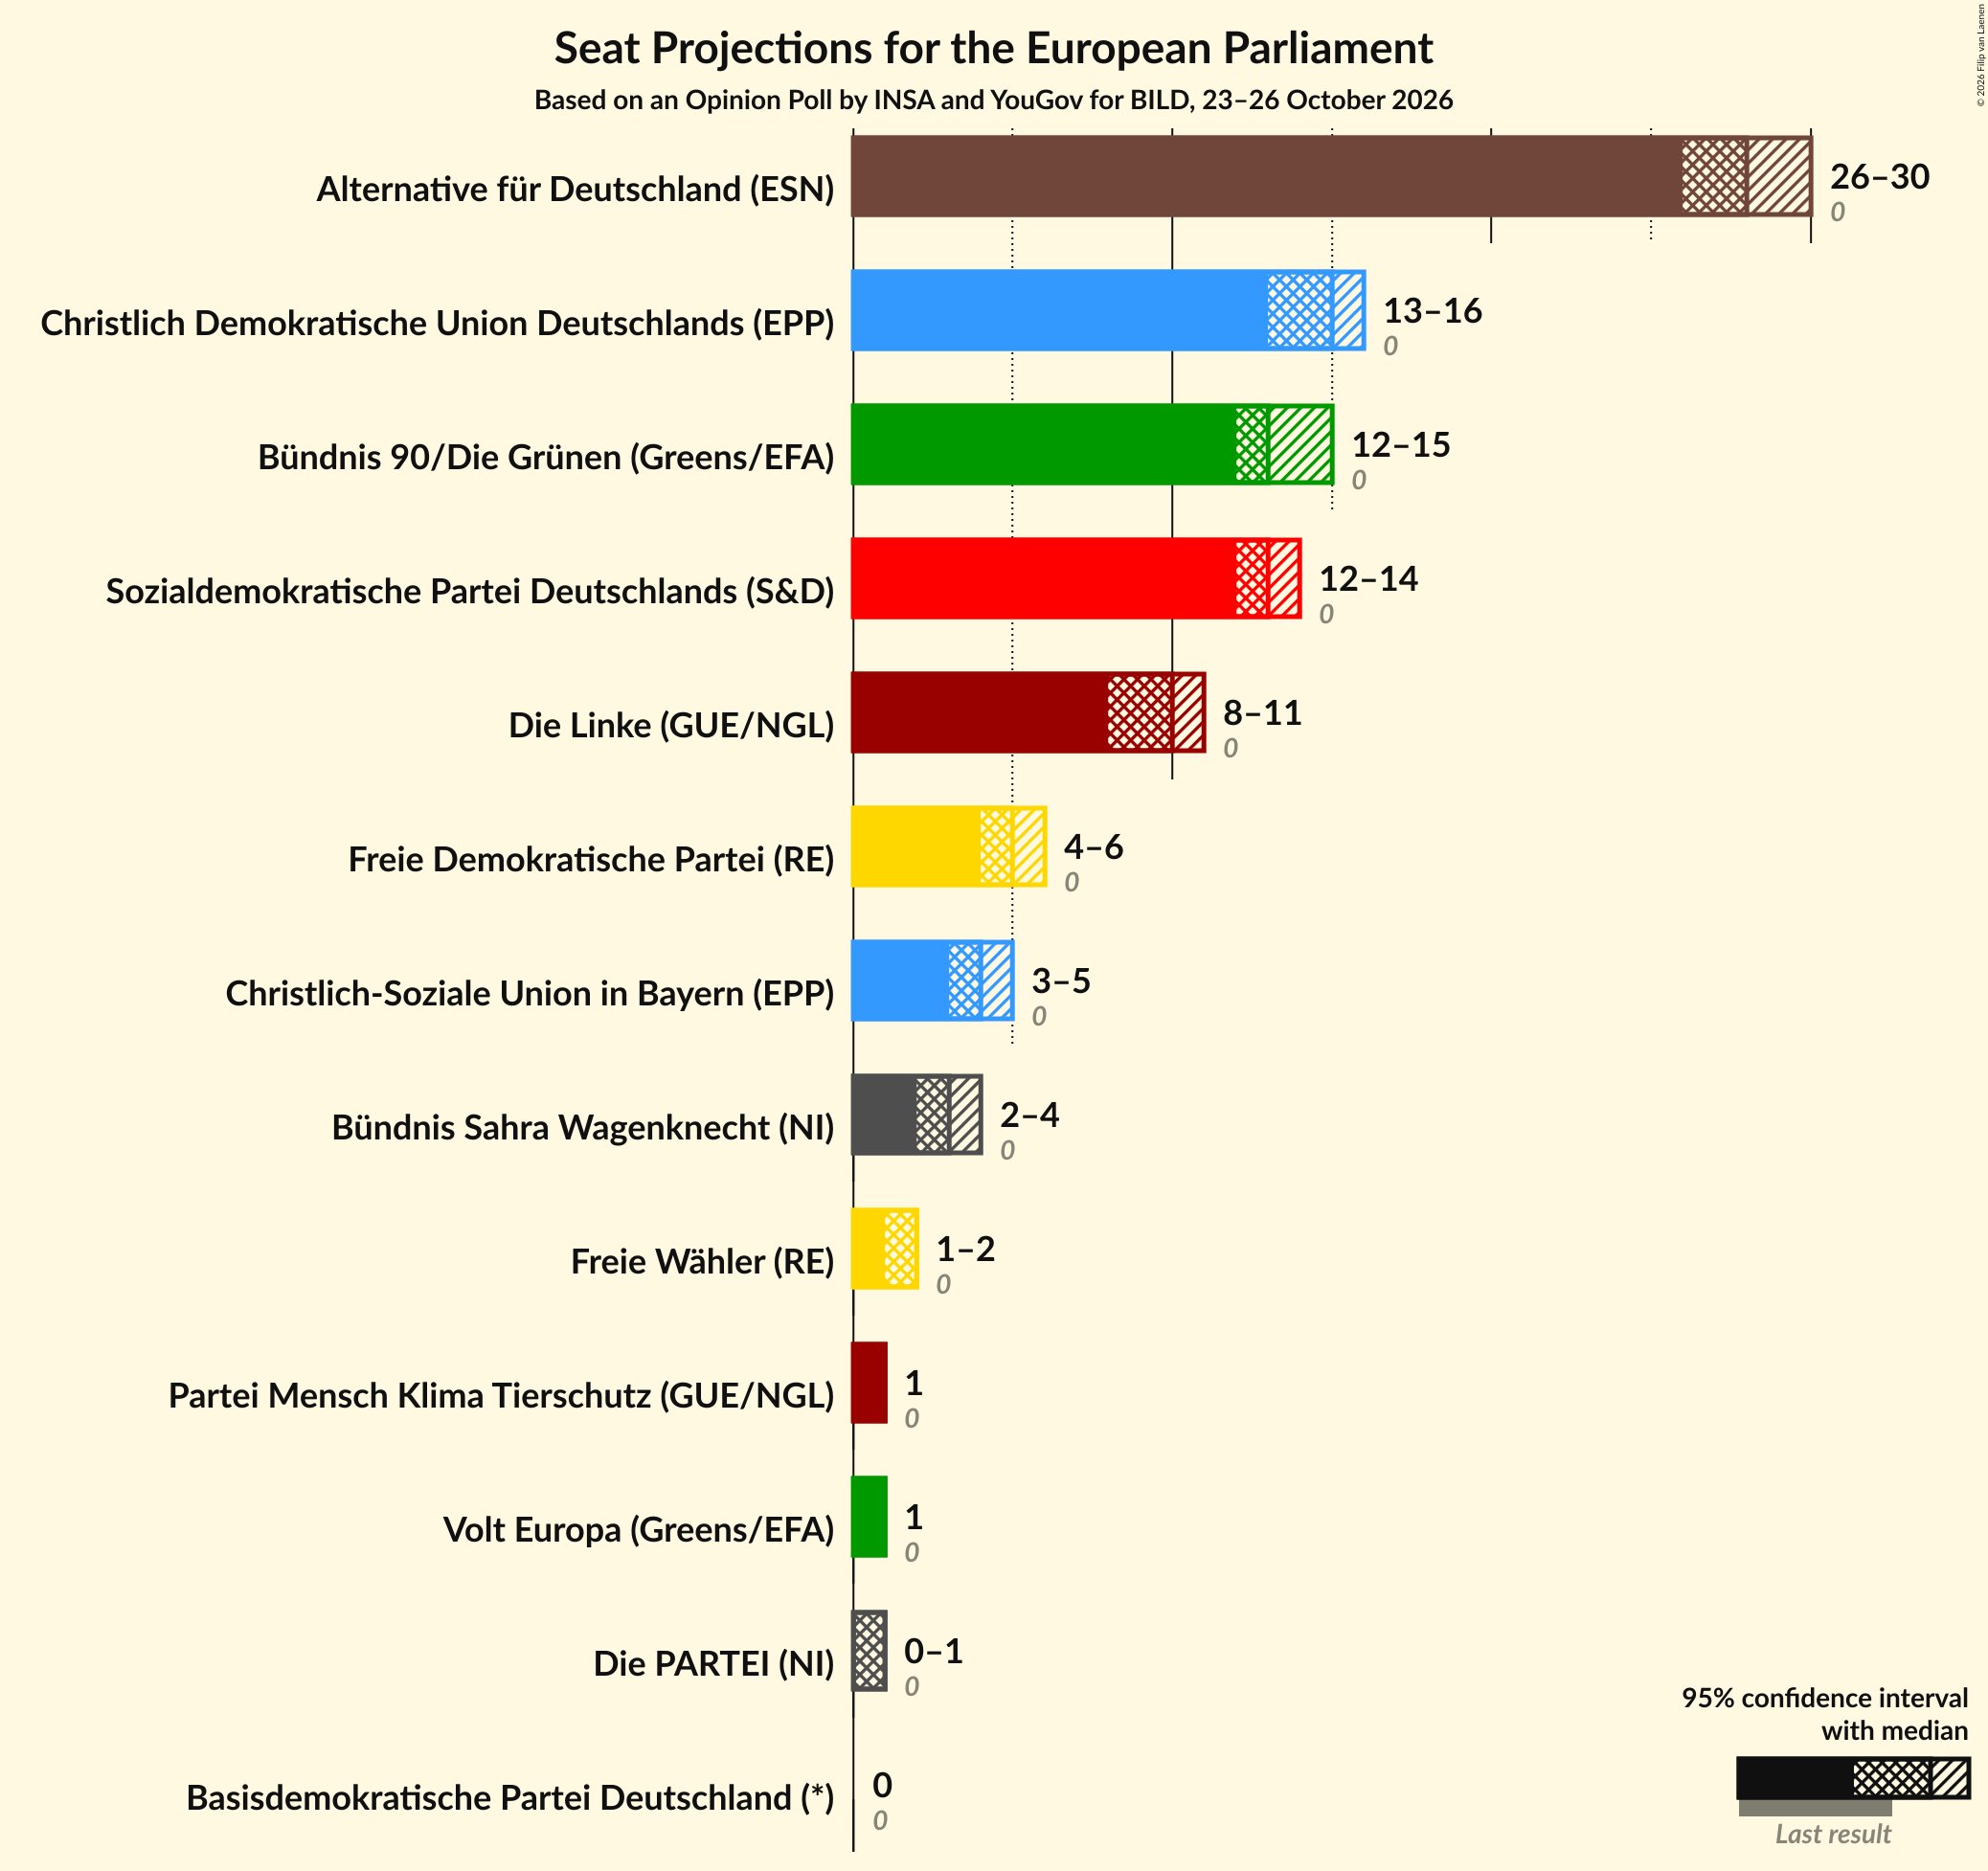 Seat Projections for the European Parliament
Based on an Opinion Poll by INSA and YouGov for BILD, 23–26 October 2026
© 2026 Filip van Laenen
Alternative für Deutschland (ESN)
26–30
0
Christlich Demokratische Union Deutschlands (EPP)
13–16
0
Bündnis 90/Die Grünen (Greens/EFA)
12–15
0
Sozialdemokratische Partei Deutschlands (S&D)
12–14
0
Die Linke (GUE/NGL)
8–11
0
Freie Demokratische Partei (RE)
4–6
0
Christlich-Soziale Union in Bayern (EPP)
3–5
0
Bündnis Sahra Wagenknecht (NI)
2–4
0
Freie Wähler (RE)
1–2
0
Partei Mensch Klima Tierschutz (GUE/NGL)
1
0
Volt Europa (Greens/EFA)
1
0
Die PARTEI (NI)
0–1
0
Basisdemokratische Partei Deutschland (*)
0
0
95% confidence interval
with median
Last result